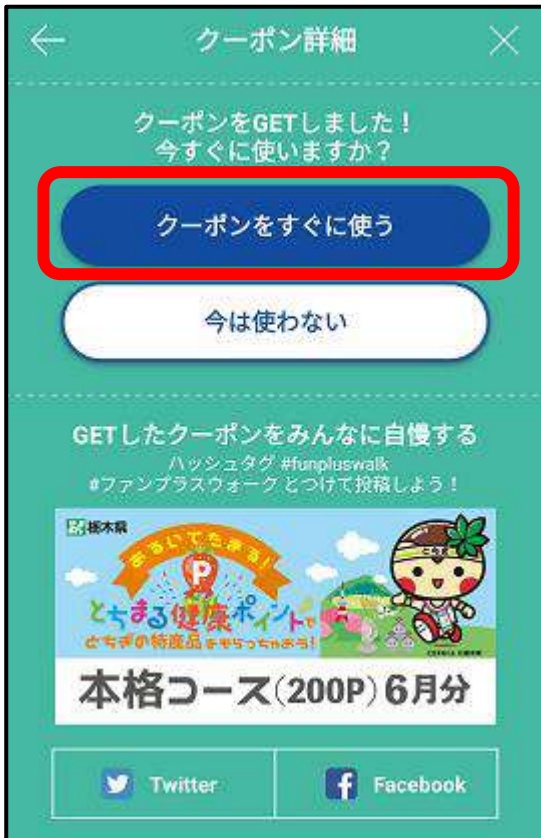 クーポン詳細
クーポンをGETしました！
今すぐに使いますか？
クーポンをすぐに使う
今は使わない
GETしたクーポンをみんなに自慢する
ハッシュタグ #funpluswalk
#ファンプラスウォーク とつけて投稿しよう！
栃木県
あるいてたまる!
P
とちまる健康ポイントで
とちぎの特産品をもらっちゃおう!
とちまる
本格コース(200P)6月分
Twitter
Facebook